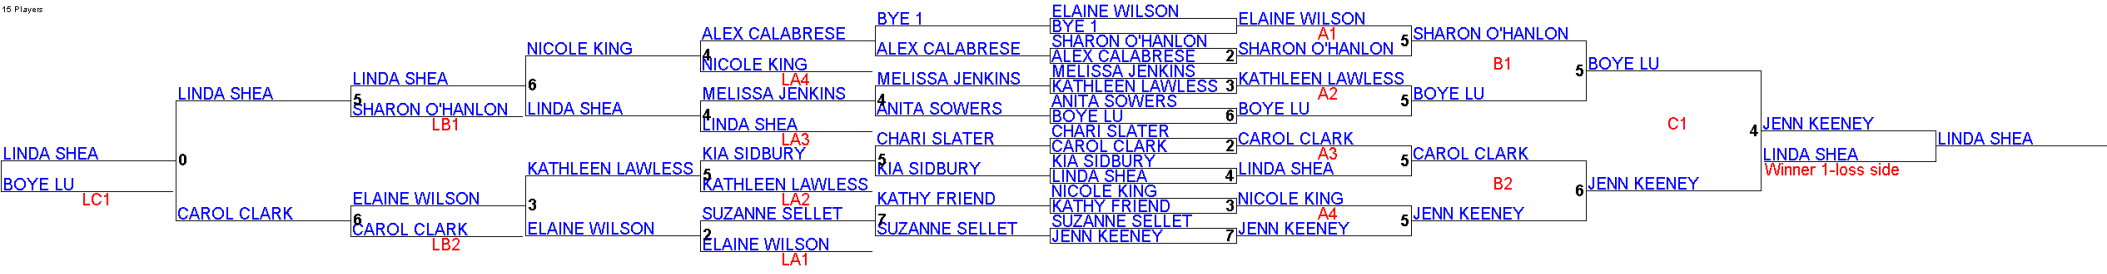 15 Players
LINDA SHEA
BOYE LU
LC1
LINDA SHEA
0
CAROL CLARK
LINDA SHEA
5
SHARON O'HANLON
LB1
ELAINE WILSON
6
CAROL CLARK
LB2
NICOLE KING
6
LINDA SHEA
KATHLEEN LAWLESS
3
ELAINE WILSON
ALEX CALABRESE
4
NICOLE KING
LA4
MELISSA JENKINS
4
LINDA SHEA
LA3
KIA SIDBURY
5
KATHLEEN LAWLESS
LA2
SUZANNE SELLET
2
ELAINE WILSON
LA1
BYE 1
ALEX CALABRESE
MELISSA JENKINS
4
ANITA SOWERS
CHARI SLATER
5
KIA SIDBURY
KATHY FRIEND
7
SUZANNE SELLET
ELAINE WILSON
BYE 1
SHARON O'HANLON
ALEX CALABRESE
2
MELISSA JENKINS
KATHLEEN LAWLESS
3
ANITA SOWERS
BOYE LU
6
CHARI SLATER
CAROL CLARK
2
KIA SIDBURY
LINDA SHEA
4
NICOLE KING
KATHY FRIEND
3
SUZANNE SELLET
JENN KEENEY
7
ELAINE WILSON
A1
5
SHARON O'HANLON
KATHLEEN LAWLESS
A2
5
BOYE LU
CAROL CLARK
A3
5
LINDA SHEA
NICOLE KING
A4
5
JENN KEENEY
SHARON O'HANLON
B1
5
BOYE LU
CAROL CLARK
B2
6
JENN KEENEY
BOYE LU
C1
4
JENN KEENEY
JENN KEENEY
LINDA SHEA
Winner 1-loss side
LINDA SHEA